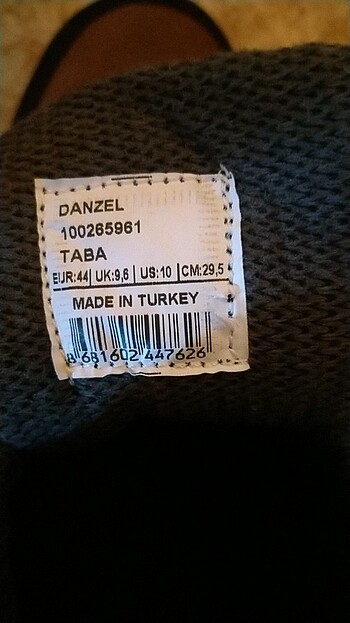 DANZEL
100265961
TABA
EUR:44 | UK:9,6 | US:10 | CM:29,5
MADE IN TURKEY
8 681602 447626